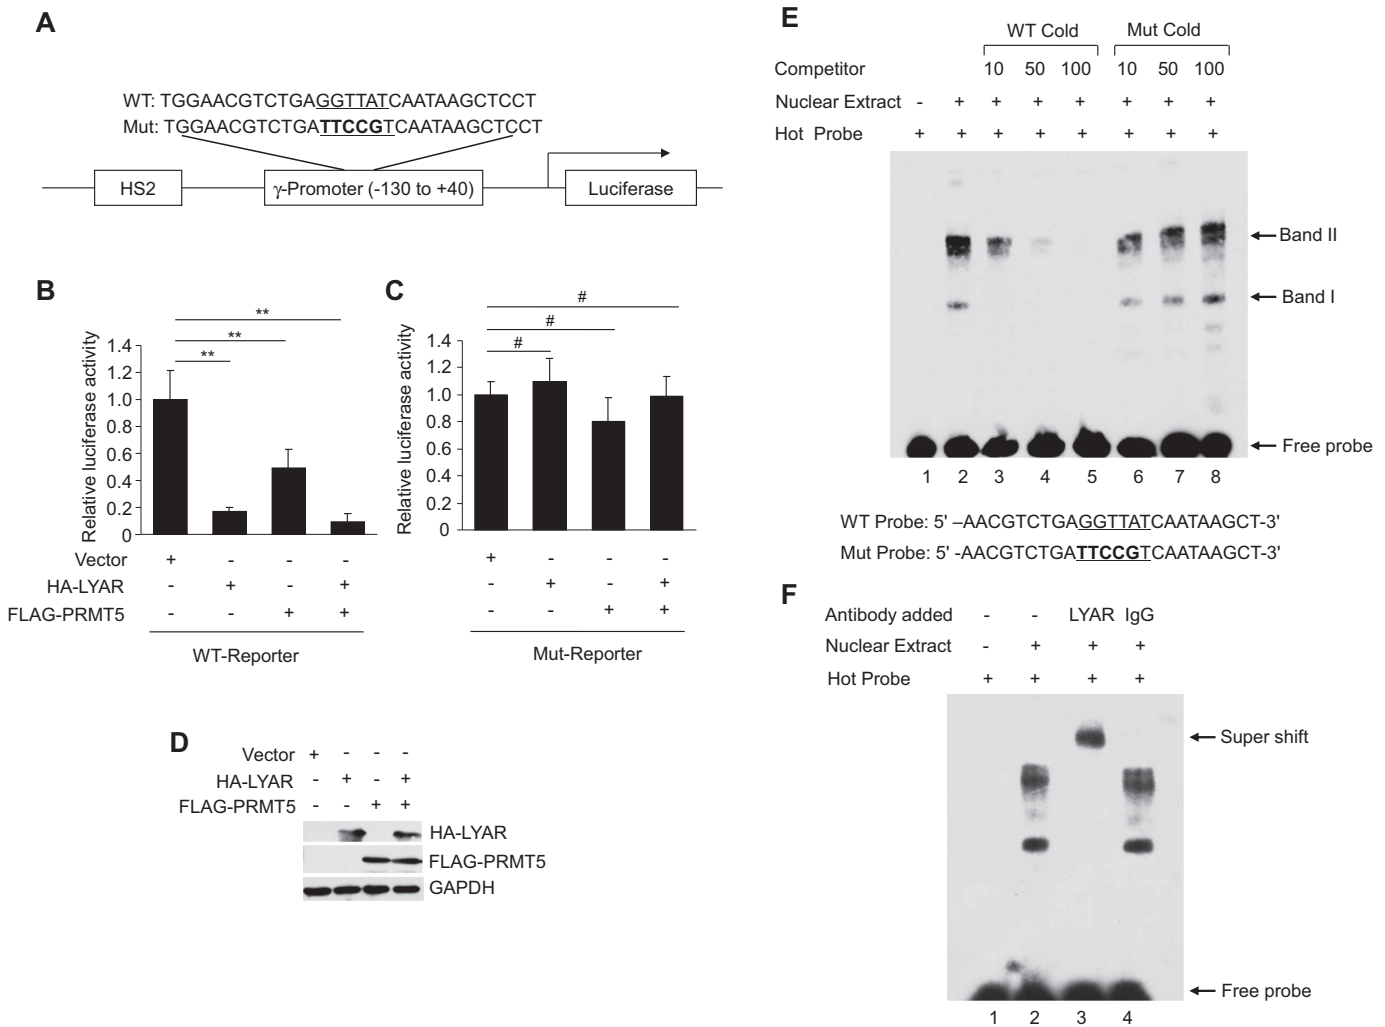 A
WT: TGGAACGTCTGAGGTTATCAATAAGCTCCT
Mut: TGGAACGTCTGATTCCGTCAATAAGCTCCT
HS2
γ-Promoter (-130 to +40)
Luciferase
B
Relative luciferase activity
1.4
1.2
1.0
0.8
0.6
0.4
0.2
0
**
**
**
Vector + - - -
HA-LYAR - + - +
FLAG-PRMT5 - - + +
WT-Reporter
C
Relative luciferase activity
1.4
1.2
1.0
0.8
0.6
0.4
0.2
0
#
#
#
+ - - -
- + - +
- - + +
Mut-Reporter
D
Vector + - - -
HA-LYAR - + - +
FLAG-PRMT5 - - + +
HA-LYAR
FLAG-PRMT5
GAPDH
E
WT Cold Mut Cold
Competitor 10 50 100 10 50 100
Nuclear Extract - + + + + + + +
Hot Probe + + + + + + + +
Band II
Band I
Free probe
1 2 3 4 5 6 7 8
WT Probe: 5' –AACGTCTGAGGTTATCAATAAGCT-3'
Mut Probe: 5' -AACGTCTGATTCCGTCAATAAGCT-3'
F
Antibody added - - LYAR IgG
Nuclear Extract - + + +
Hot Probe + + + +
Super shift
Free probe
1 2 3 4